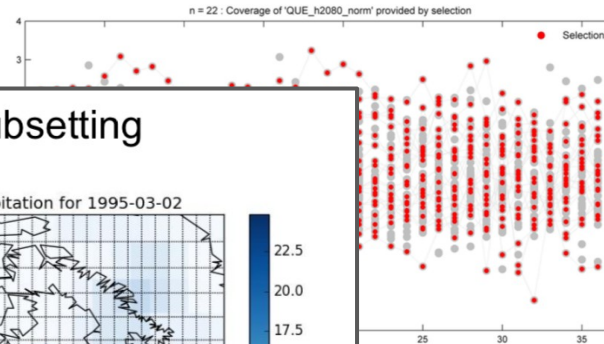 n = 22 : Coverage of 'QUE_h2080_norm' provided by selection
4
Selection
3
bsetting
itation for 1995-03-02
22.5
20.0
17.5
25
30
35